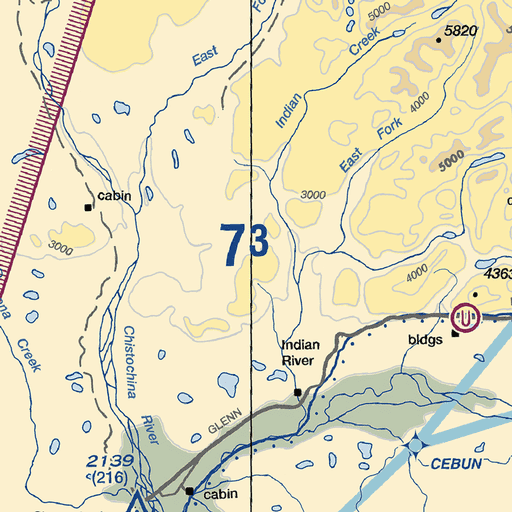 5000
5820
East
Fo
Creek
Indian
4000
Fork
East
5000
cabin
3000
73
3000
4000
4363
U
bldgs
Creek
Chistochina
River
Indian
River
GLENN
2139
(216)
CEBUN
cabin